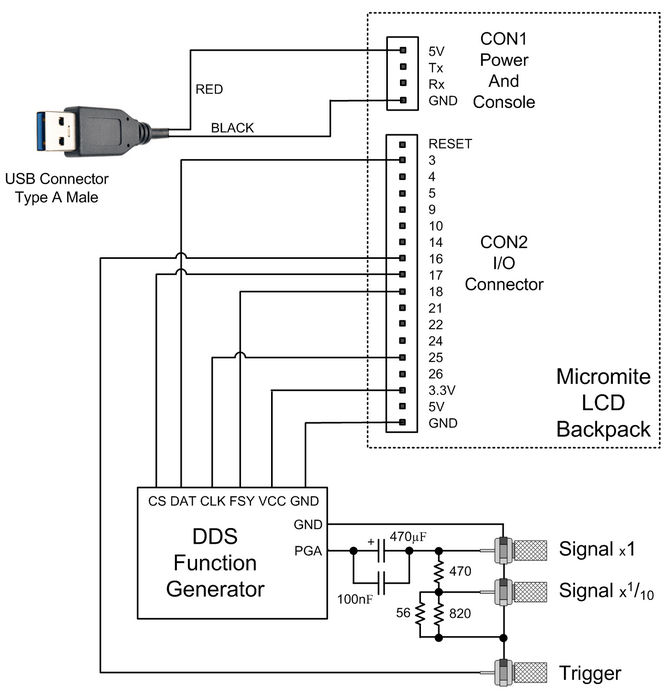 CON1
Power
And
Console
5V
Tx
Rx
GND
RED
BLACK
USB Connector
Type A Male
RESET
3
4
5
9
10
14
16
17
18
21
22
24
25
26
3.3V
5V
GND
CON2
I/O
Connector
Micromite
LCD
Backpack
CS DAT CLK FSY VCC GND
DDS
Function
Generator
GND
PGA
+
470µF
100nF
470
56
820
Signal x1
Signal x1/10
Trigger